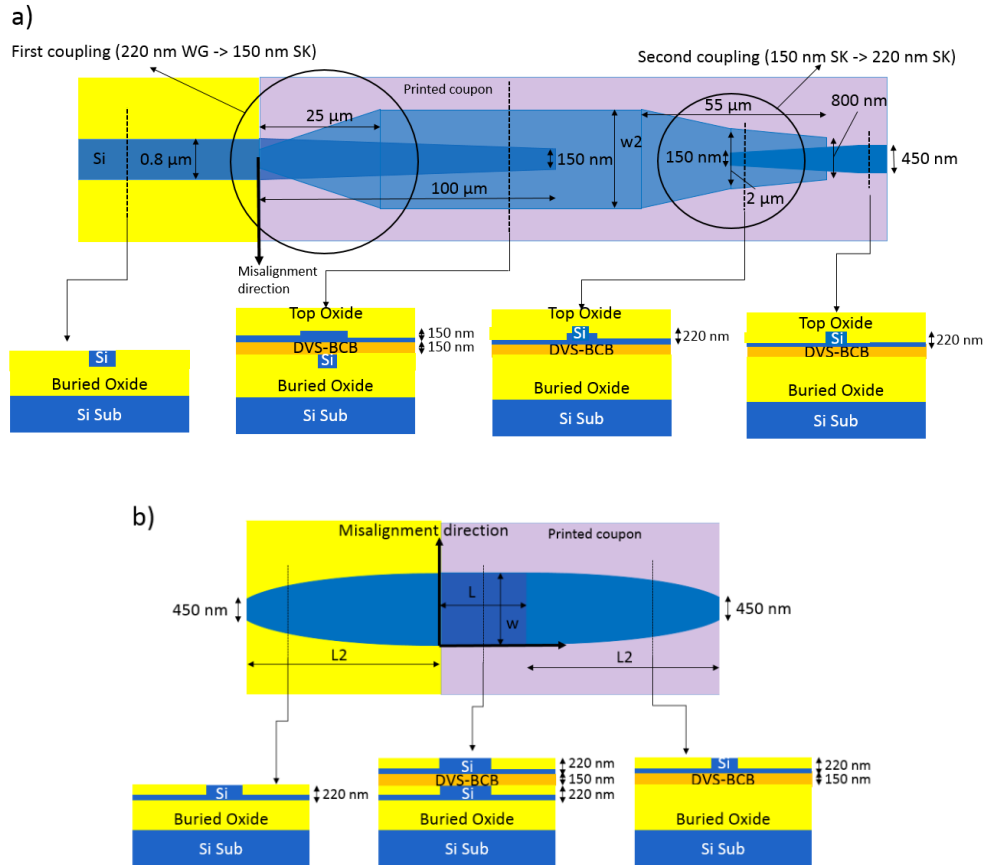 a)
First coupling (220 nm WG -> 150 nm SK)
Second coupling (150 nm SK -> 220 nm SK)
Printed coupon
25 µm
55 µm
800 nm
Si
0.8 µm
150 nm
w2
150 nm
450 nm
100 µm
2 µm
Misalignment
direction
Top Oxide
150 nm
DVS-BCB
150 nm
Si
Buried Oxide
Si Sub
Top Oxide
Si
220 nm
DVS-BCB
Buried Oxide
Si Sub
Top Oxide
Si
220 nm
DVS-BCB
Buried Oxide
Si Sub
Si
Buried Oxide
Si Sub
b)
Misalignment direction
Printed coupon
450 nm
L
w
450 nm
L2
L2
Si
220 nm
Buried Oxide
Si Sub
Si
220 nm
DVS-BCB
150 nm
Si
220 nm
Buried Oxide
Si Sub
Si
220 nm
DVS-BCB
150 nm
Buried Oxide
Si Sub